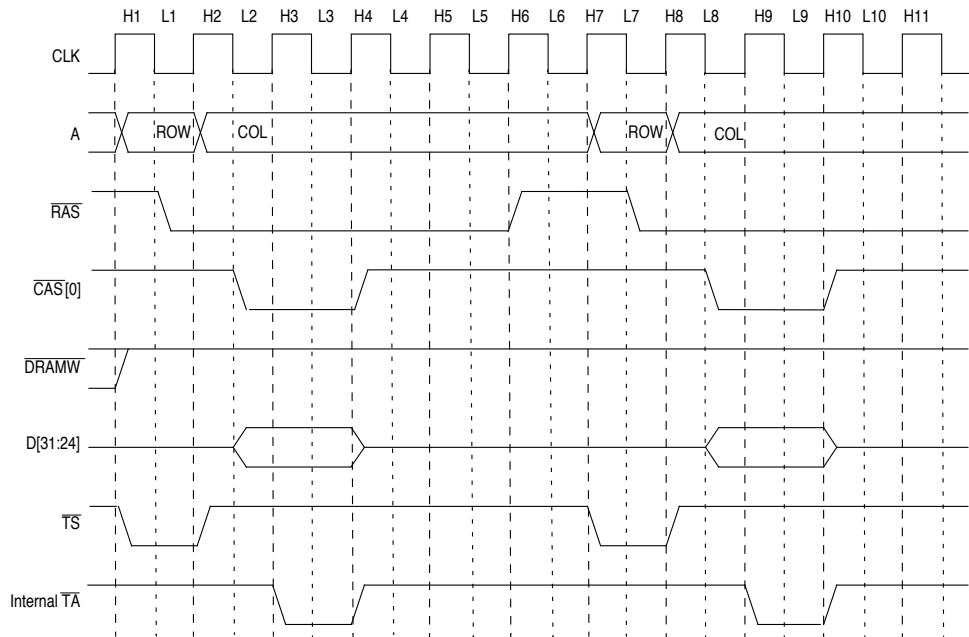 H1 L1 H2 L2 H3 L3 H4 L4 H5 L5 H6 L6 H7 L7 H8 L8 H9 L9 H10 L10 H11
CLK
A ROW COL ROW COL
RAS
CAS[0]
DRAMW
D[31:24]
TS
Internal TA